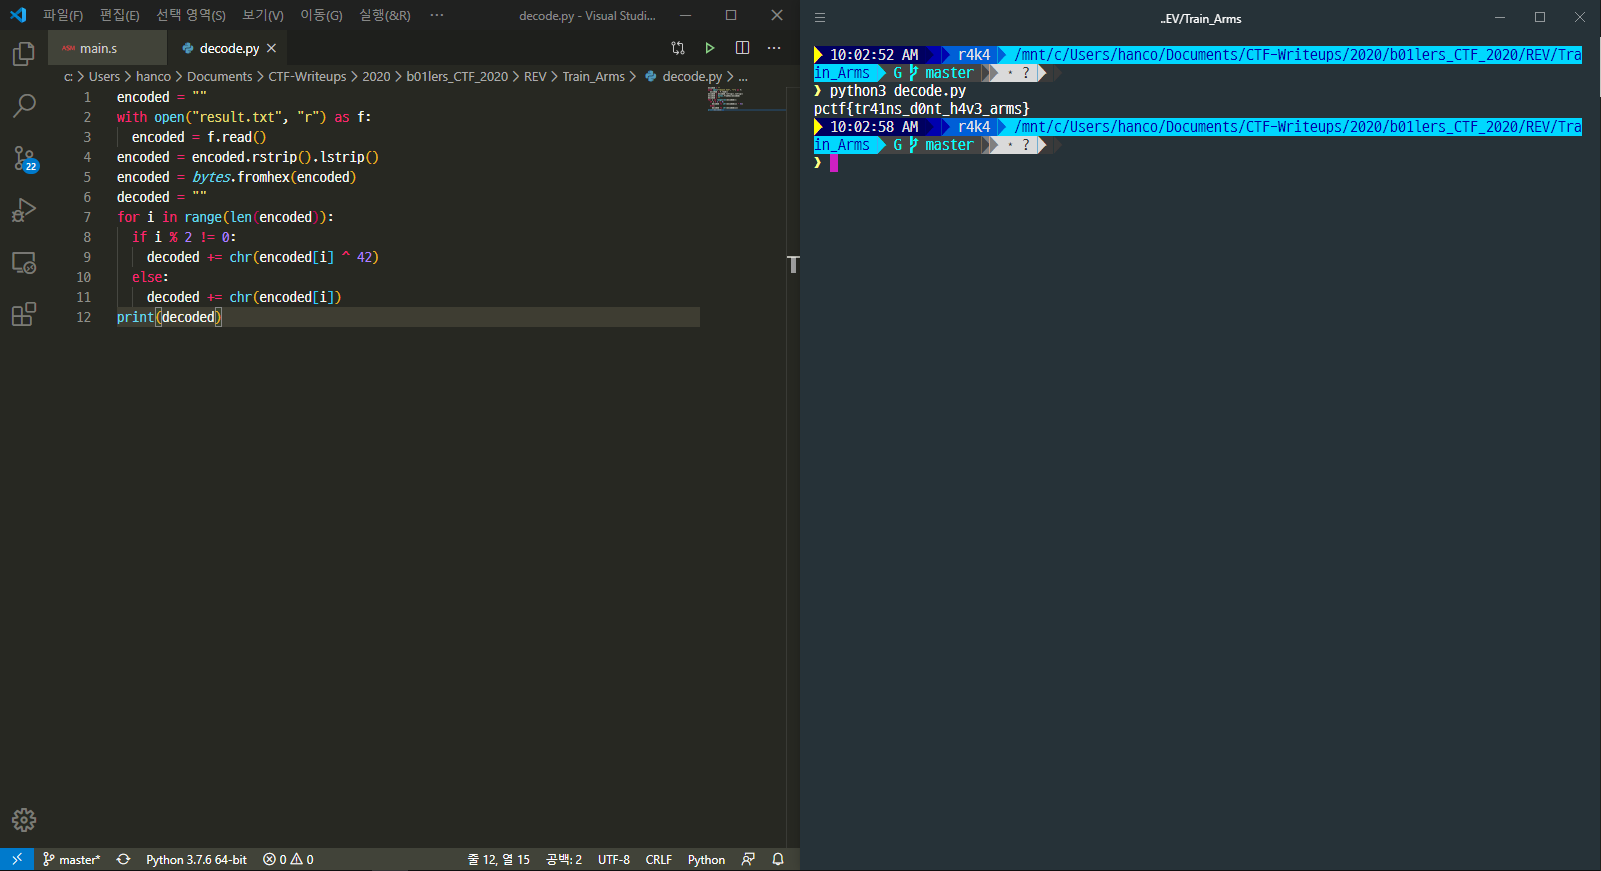 파일(F) 편집(E) 선택 영역(S) 보기(V) 이동(G) 실행(&R) ··· decode.py - Visual Studi...
ASM main.s decode.py
c: > Users > hanco > Documents > CTF-Writeups > 2020 > b01lers_CTF_2020 > REV > Train_Arms > decode.py > ...
1 encoded = ""
2 with open("result.txt", "r") as f:
3 encoded = f.read()
4 encoded = encoded.rstrip().lstrip()
5 encoded = bytes.fromhex(encoded)
6 decoded = ""
7 for i in range(len(encoded)):
8 if i % 2 != 0:
9 decoded += chr(encoded[i] ^ 42)
10 else:
11 decoded += chr(encoded[i])
12 print(decoded)
22
master* Python 3.7.6 64-bit 0 0 줄 12, 열 15 공백: 2 UTF-8 CRLF Python
..EV/Train_Arms
10:02:52 AM r4k4 /mnt/c/Users/hanco/Documents/CTF-Writeups/2020/b01lers_CTF_2020/REV/Tra
in_Arms G master * ?
❯ python3 decode.py
pctf{tr41ns_d0nt_h4v3_arms}
10:02:58 AM r4k4 /mnt/c/Users/hanco/Documents/CTF-Writeups/2020/b01lers_CTF_2020/REV/Tra
in_Arms G master * ?
❯